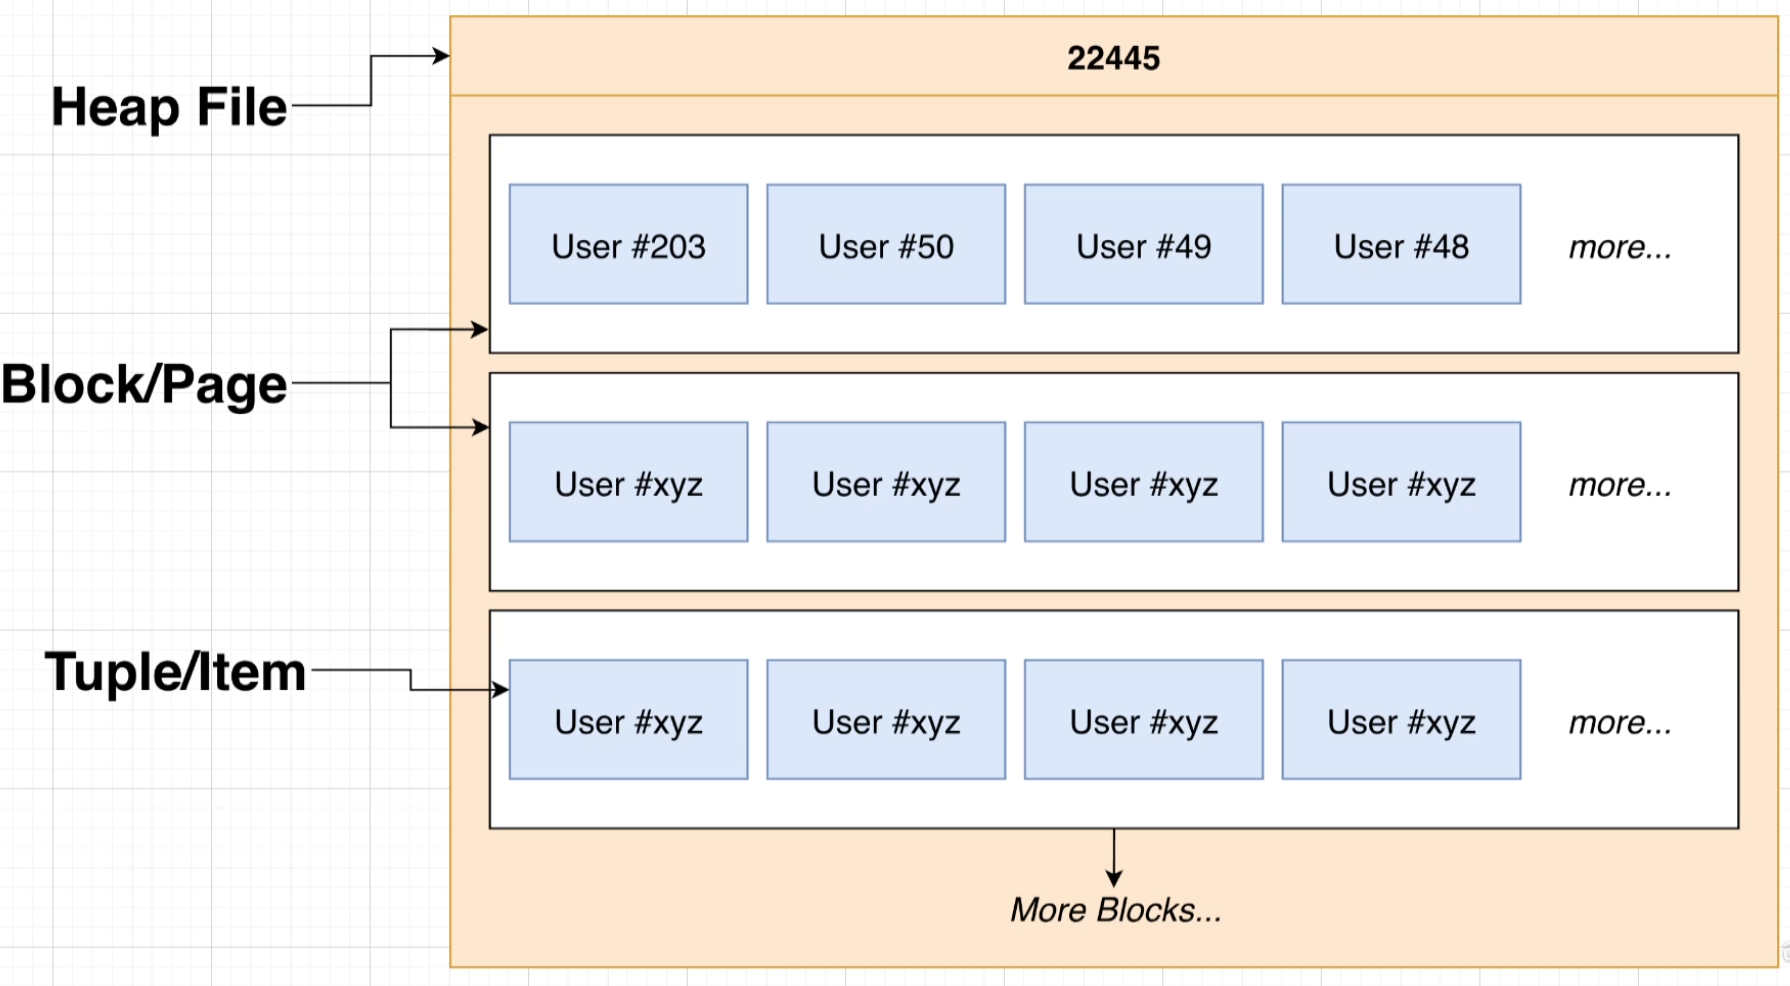 22445
Heap File
User #203 User #50 User #49 User #48 more...
Block/Page
User #xyz User #xyz User #xyz User #xyz more...
Tuple/Item
User #xyz User #xyz User #xyz User #xyz more...
More Blocks...